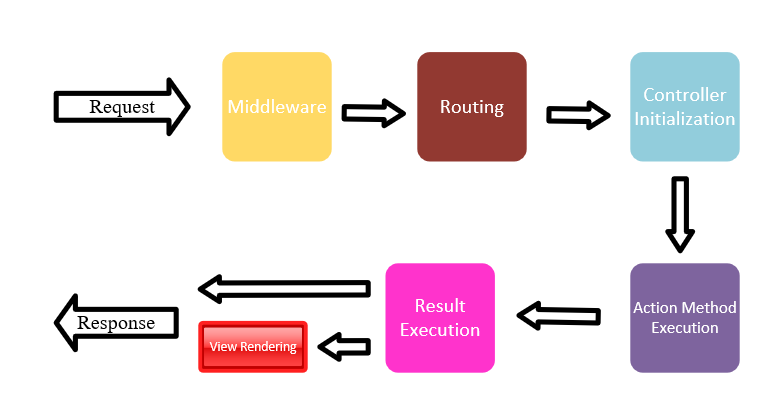 Request
Middleware
Routing
Controller
Initialization
Action Method
Execution
Result
Execution
View Rendering
Response